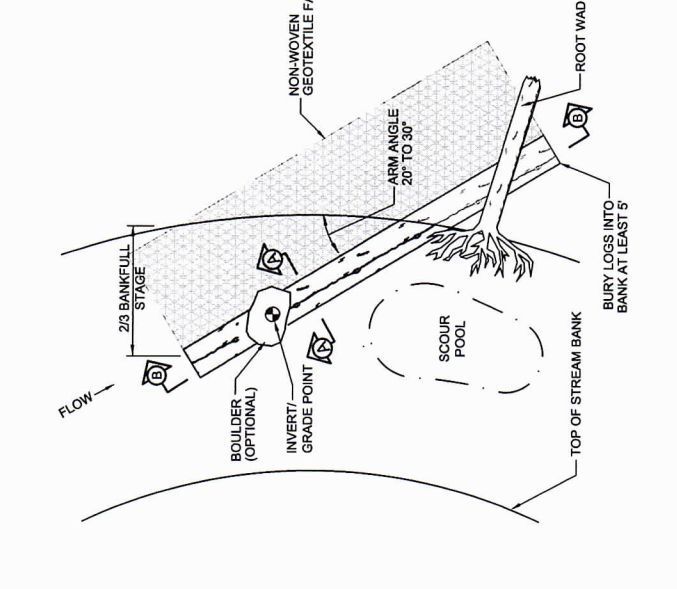 NON-WOVEN
GEOTEXTILE
ROOT WAD
B
ARM ANGLE
20° TO 30°
2/3 BANKFULL
STAGE
A
A
B
FLOW
BOULDER
(OPTIONAL)
INVERT/
GRADE POINT
SCOUR
POOL
BURY LOGS INTO
BANK AT LEAST 5'
TOP OF STREAM BANK